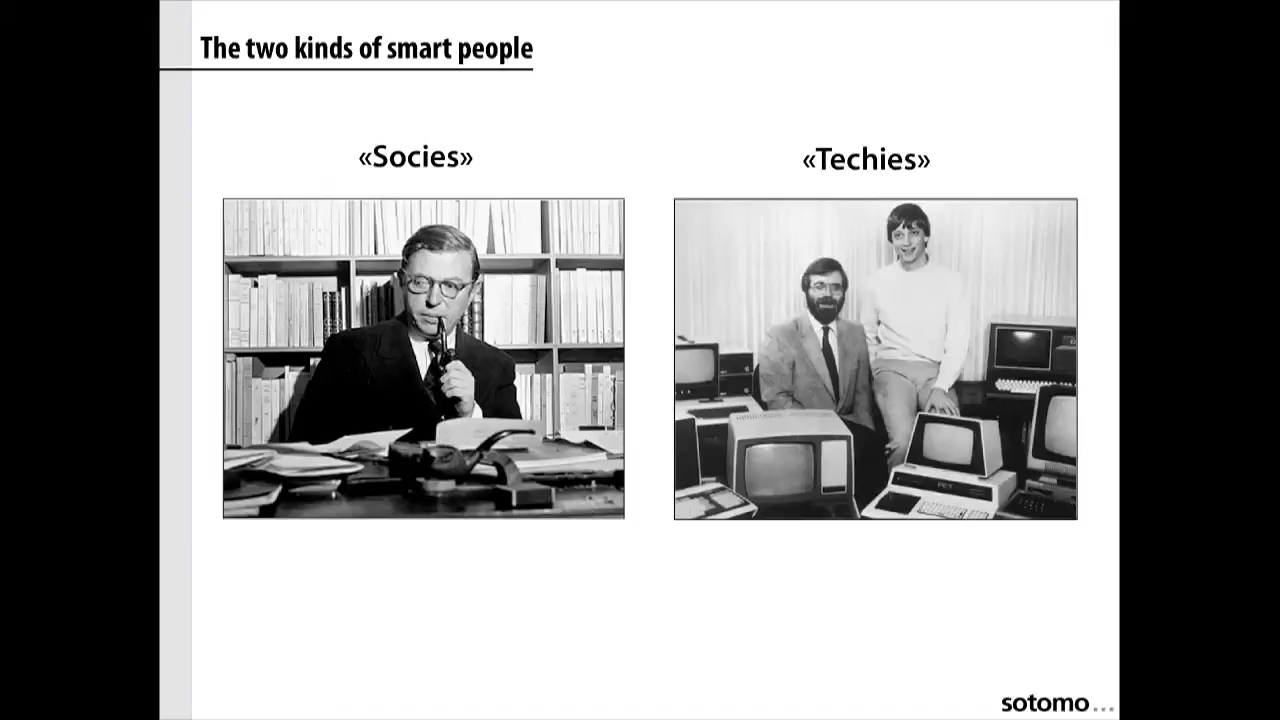 The two kinds of smart people
«Socies»
«Techies»
sotomo...